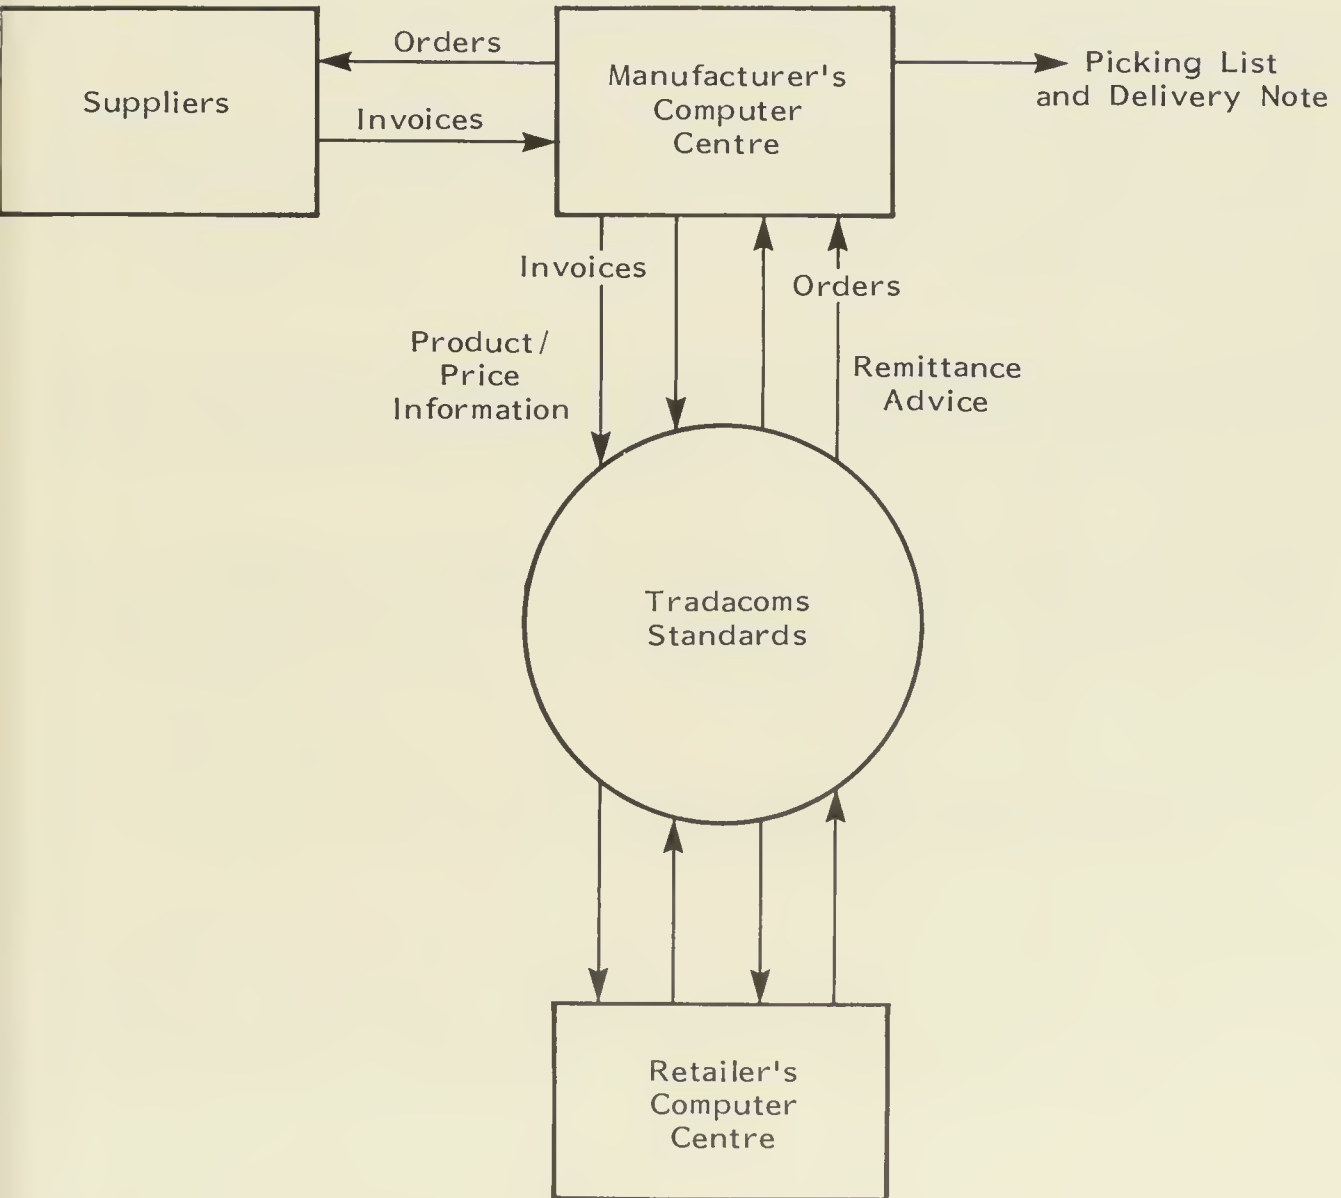 Orders
Suppliers
Invoices
Manufacturer's
Computer
Centre
Picking List
and Delivery Note
Invoices
Orders
Product/
Price
Information
Remittance
Advice
Tradacoms
Standards
Retailer's
Computer
Centre